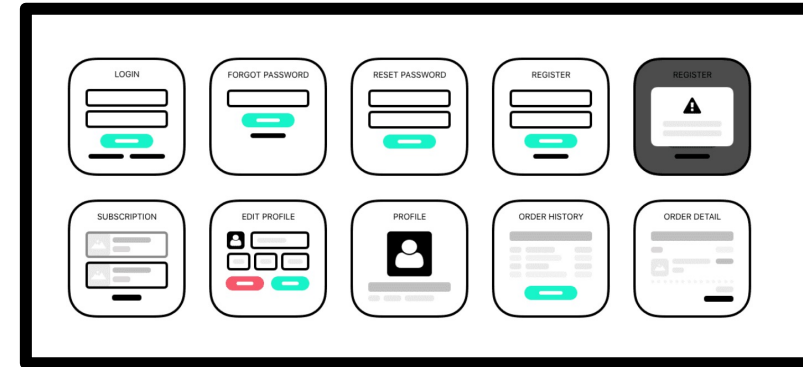 LOGIN
FORGOT PASSWORD
RESET PASSWORD
REGISTER
REGISTER
SUBSCRIPTION
EDIT PROFILE
PROFILE
ORDER HISTORY
ORDER DETAIL